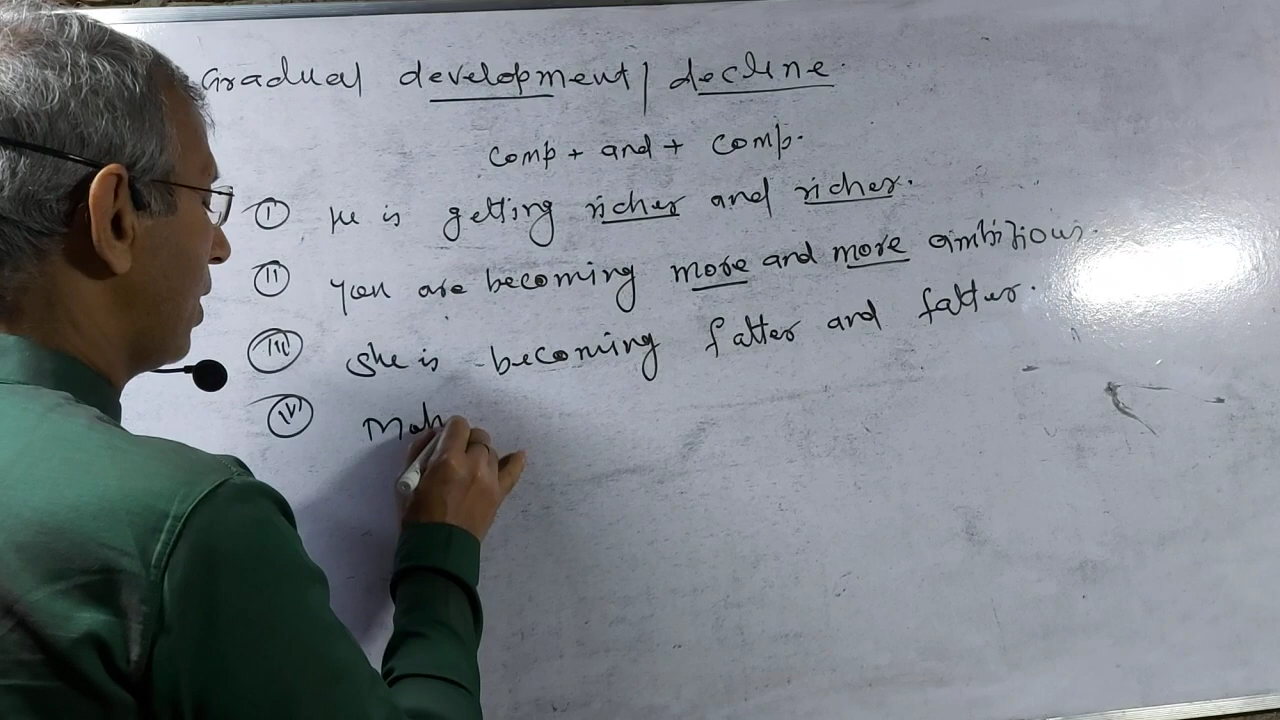 Gradual development / decline.
Comp + and + Comp.
(I) He is getting richer and richer.
(II) You are becoming more and more ambitious.
(III) She is becoming fatter and fatter.
(IV) Moh